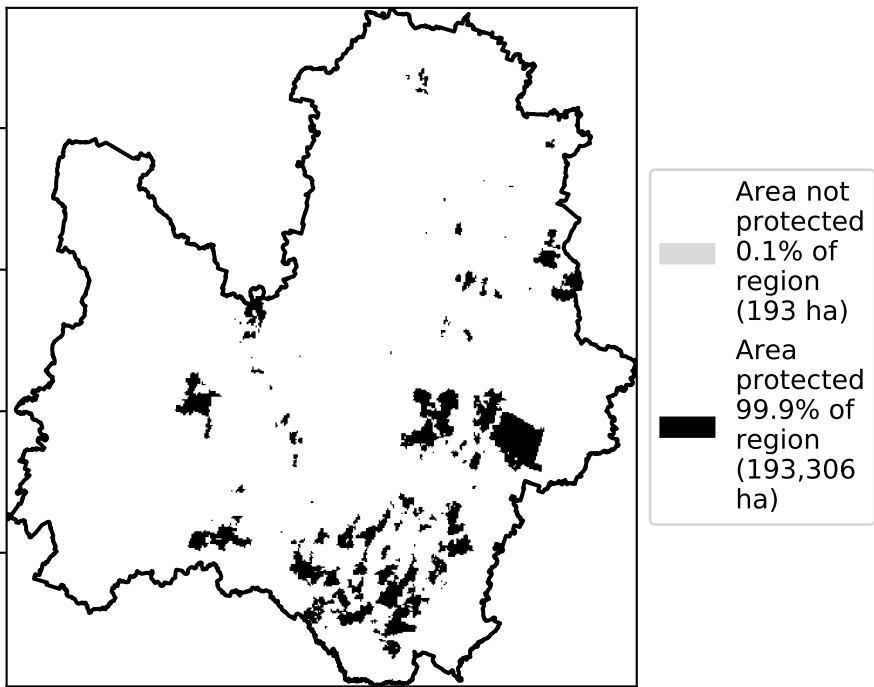 Area not
protected
0.1% of
region
(193 ha)
Area
protected
99.9% of
region
(193,306
ha)